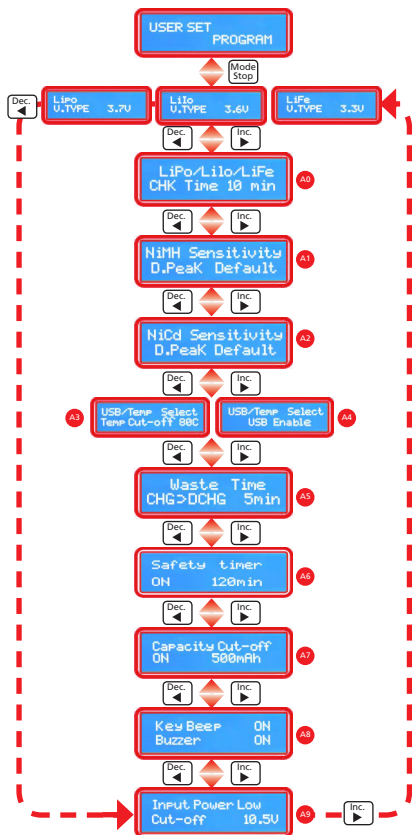 USER SET
PROGRAM
Mode
Stop
Dec.
Lipo
V.TYPE 3.7V
LiIo
V.TYPE 3.6V
LiFe
V.TYPE 3.3V
Dec. Inc.
LiPo/LiIo/LiFe
CHK Time 10 min
A0
Dec. Inc.
NiMH Sensitivity
D.PeaK Default
A1
Dec. Inc.
NiCd Sensitivity
D.PeaK Default
A2
Dec. Inc.
A3
USB/Temp Select
Temp Cut-off 80C
USB/Temp Select
USB Enable
A4
Dec. Inc.
Waste Time
CHG>DCHG 5min
A5
Dec. Inc.
Safety timer
ON 120min
A6
Dec. Inc.
Capacity Cut-off
ON 500mAh
A7
Dec. Inc.
Key Beep ON
Buzzer ON
A8
Dec. Inc.
Input Power Low
Cut-off 10.5V
A9
Inc.